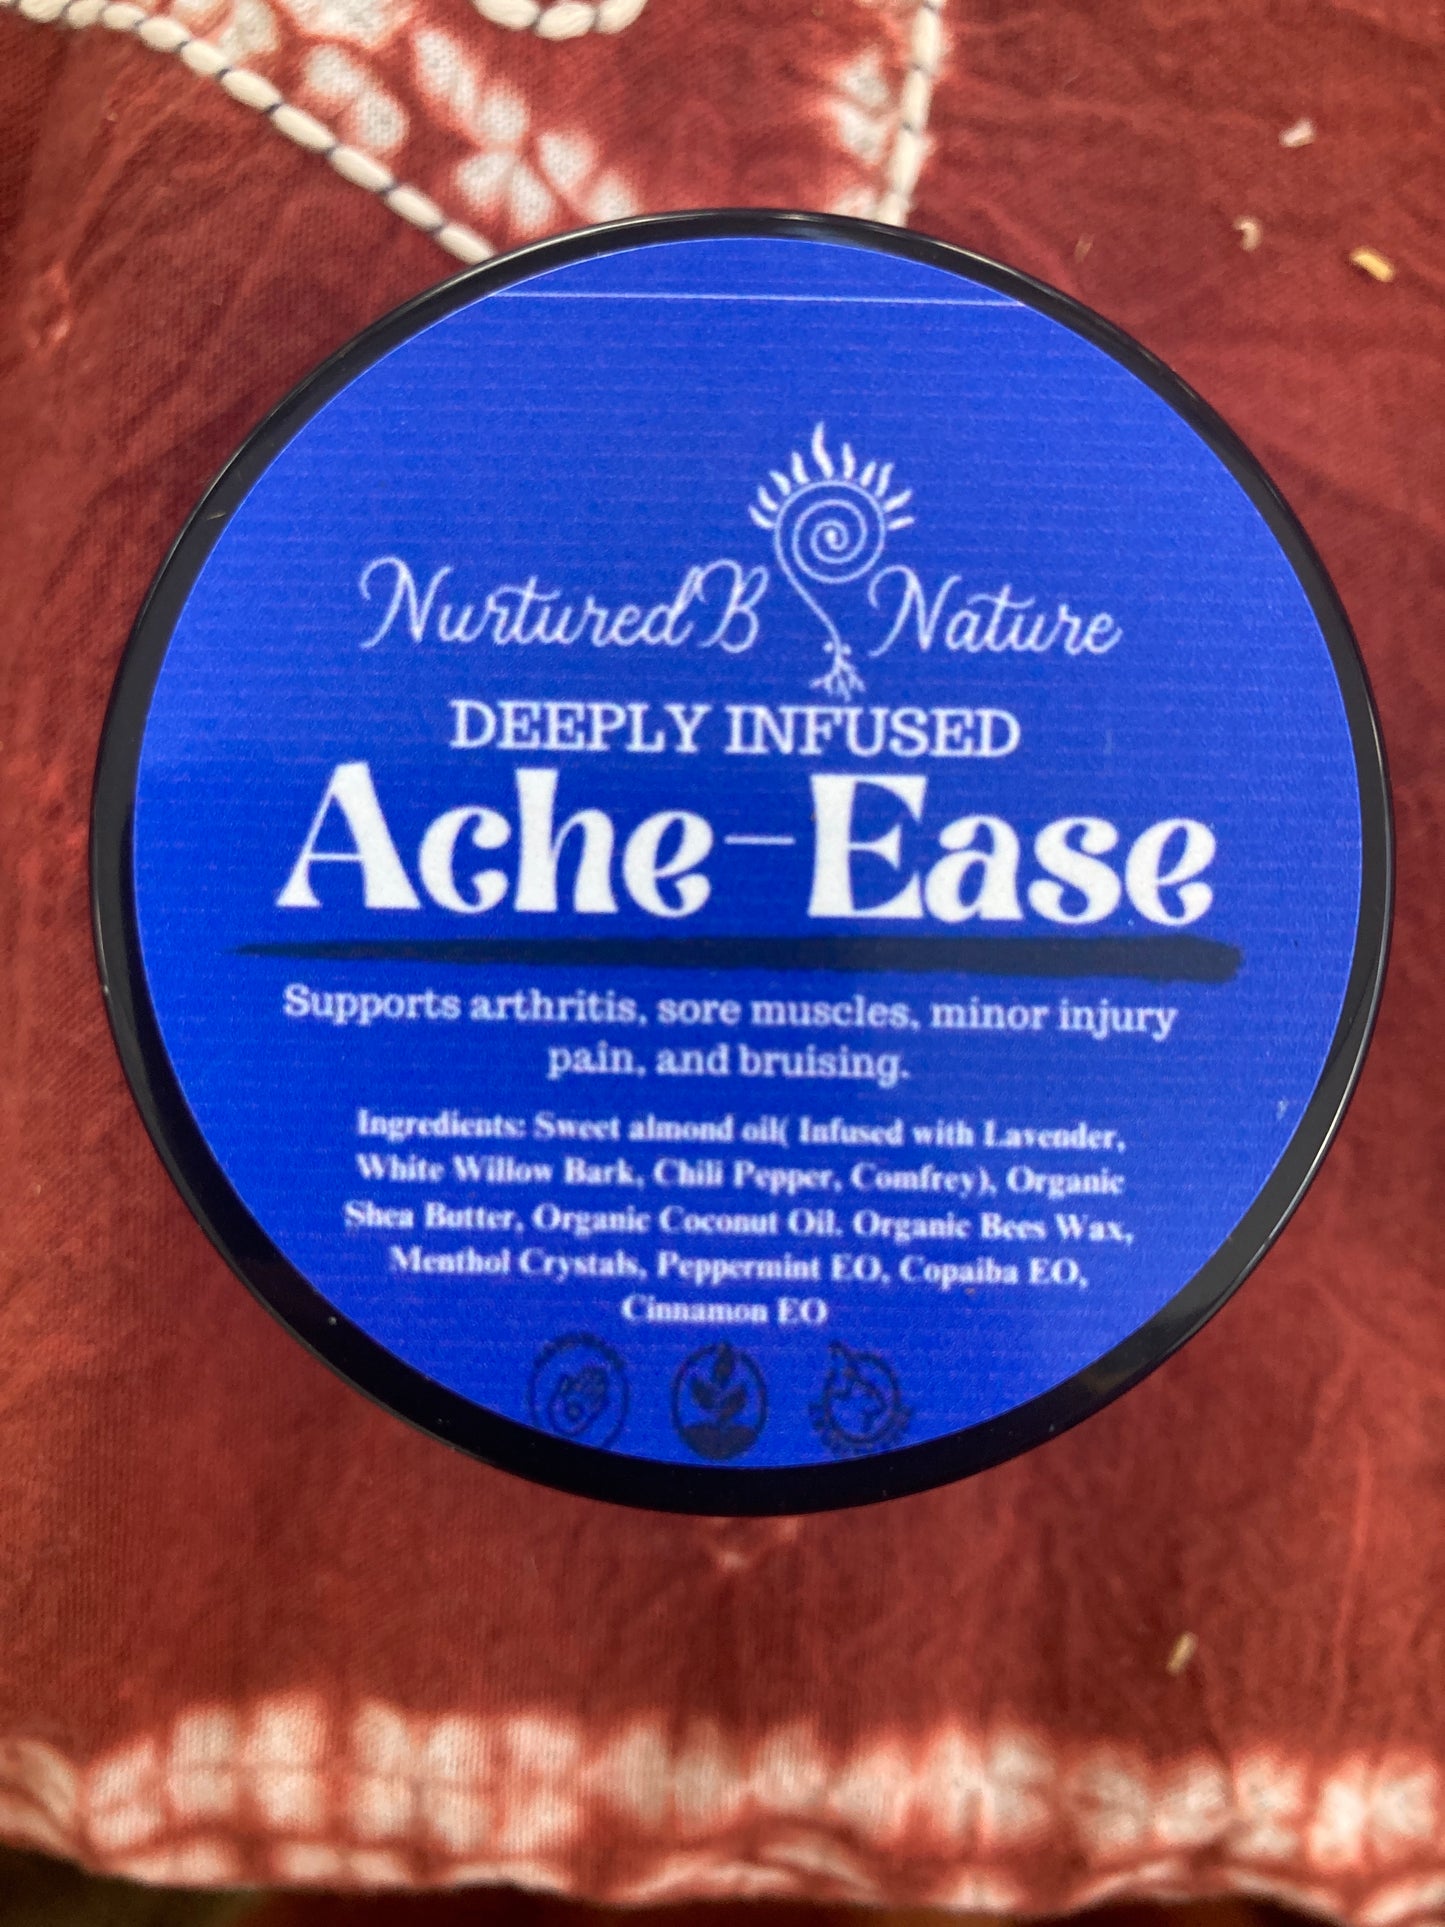 NurturedB Nature
DEEPLY INFUSED
Ache-Ease
Supports arthritis, sore muscles, minor injury
pain, and bruising.
Ingredients: Sweet almond oil( Infused with Lavender,
White Willow Bark, Chili Pepper, Comfrey), Organic
Shea Butter, Organic Coconut Oil. Organic Bees Wax,
Menthol Crystals, Peppermint EO, Copaiba EO,
Cinnamon EO